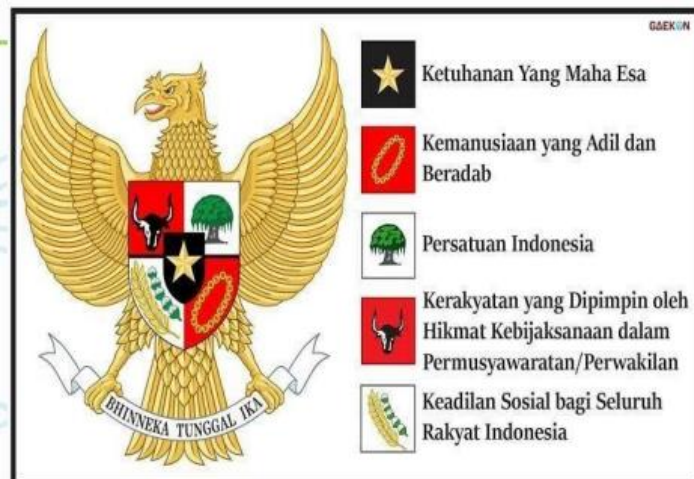 GAEKON
Ketuhanan Yang Maha Esa
Kemanusiaan yang Adil dan
Beradab
Persatuan Indonesia
Kerakyatan yang Dipimpin oleh
Hikmat Kebijaksanaan dalam
Permusyawaratan/Perwakilan
Keadilan Sosial bagi Seluruh
Rakyat Indonesia
BHINNEKA TUNGGAL IKA